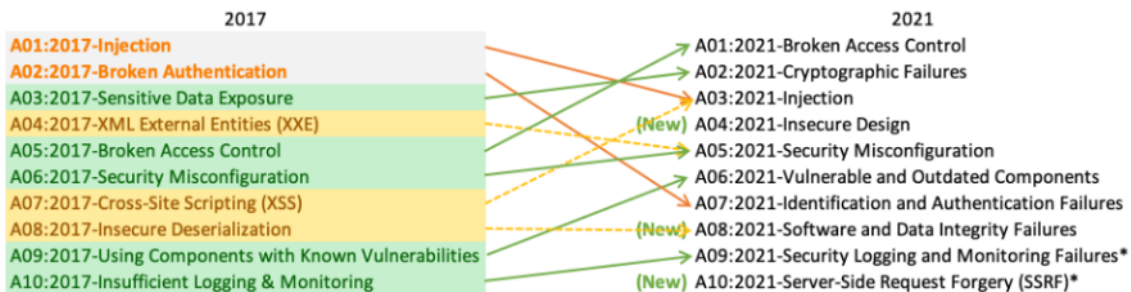 2017
A01:2017-Injection
A02:2017-Broken Authentication
A03:2017-Sensitive Data Exposure
A04:2017-XML External Entities (XXE)
A05:2017-Broken Access Control
A06:2017-Security Misconfiguration
A07:2017-Cross-Site Scripting (XSS)
A08:2017-Insecure Deserialization
A09:2017-Using Components with Known Vulnerabilities
A10:2017-Insufficient Logging & Monitoring
2021
A01:2021-Broken Access Control
A02:2021-Cryptographic Failures
A03:2021-Injection
(New) A04:2021-Insecure Design
A05:2021-Security Misconfiguration
A06:2021-Vulnerable and Outdated Components
A07:2021-Identification and Authentication Failures
(New) A08:2021-Software and Data Integrity Failures
A09:2021-Security Logging and Monitoring Failures*
(New) A10:2021-Server-Side Request Forgery (SSRF)*